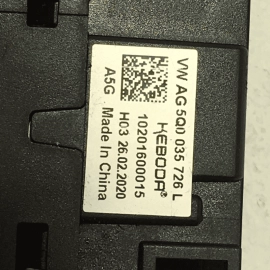 VW AG 5Q0 035 726 L
KEBODA®
10201600015
H03 26.02.2020
A5G Made In China